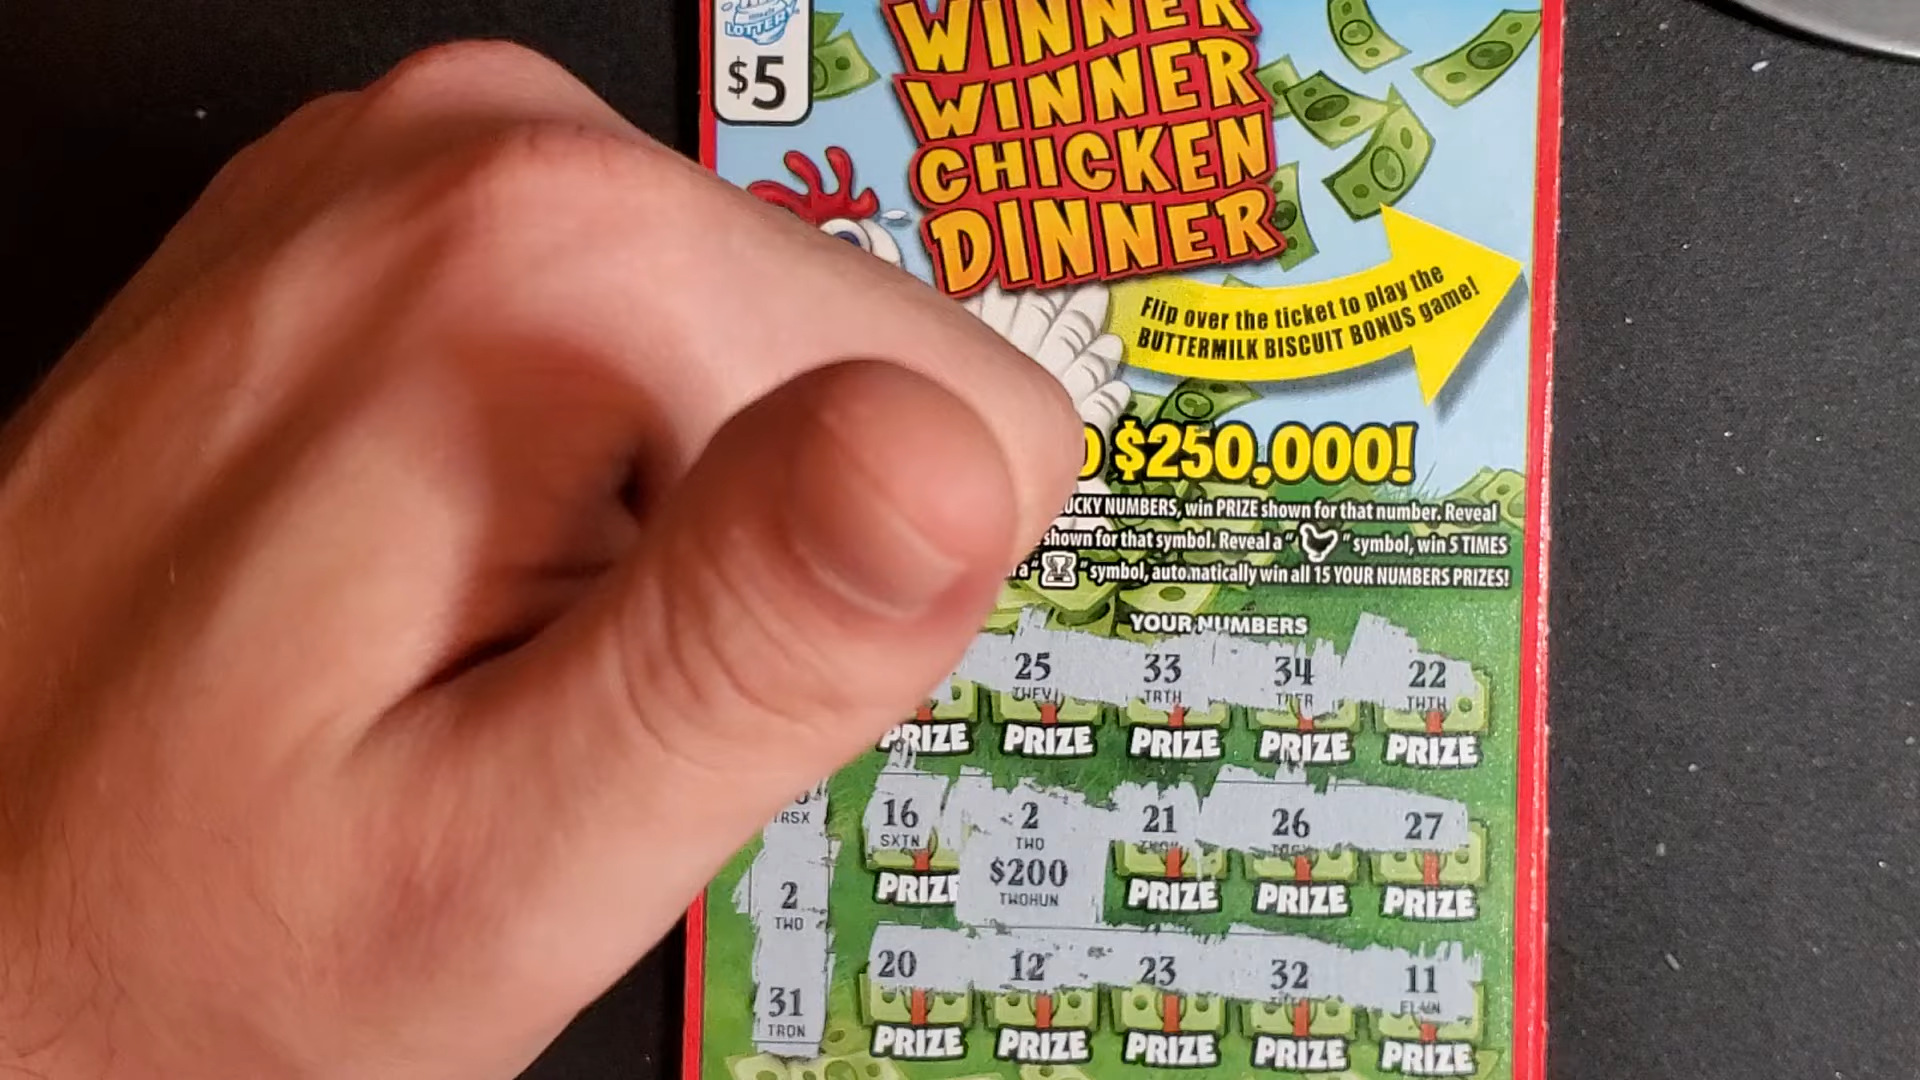 LOTTERY
$5
WINNER
WINNER
CHICKEN
DINNER
Flip over the ticket to play the
BUTTERMILK BISCUIT BONUS game!
$250,000!
LUCKY NUMBERS, win PRIZE shown for that number. Reveal
shown for that symbol. Reveal a " " symbol, win 5 TIMES
a " " symbol, automatically win all 15 YOUR NUMBERS PRIZES!
YOUR NUMBERS
25 33 34 22
TRTH TRFR TWTW
PRIZE PRIZE PRIZE PRIZE PRIZE
TRSX
16 2 21 26 27
SXTN TWO
$200
TWOHUN
PRIZE PRIZE PRIZE PRIZE
2
TWO
20 12 23 32 11
ELVN
31
TRON
PRIZE PRIZE PRIZE PRIZE PRIZE